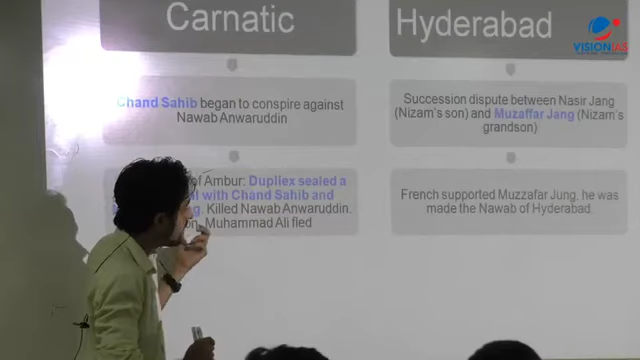 Carnatic
Hyderabad
VISIONIAS
Chand Sahib began to conspire against
Nawab Anwaruddin
Succession dispute between Nasir Jang
(Nizam's son) and Muzaffar Jang (Nizam's
grandson)
of Ambur: Dupliex sealed a
with Chand Sahib and
Killed Nawab Anwaruddin.
Muhammad Ali fled
French supported Muzzafar Jung. he was
made the Nawab of Hyderabad.